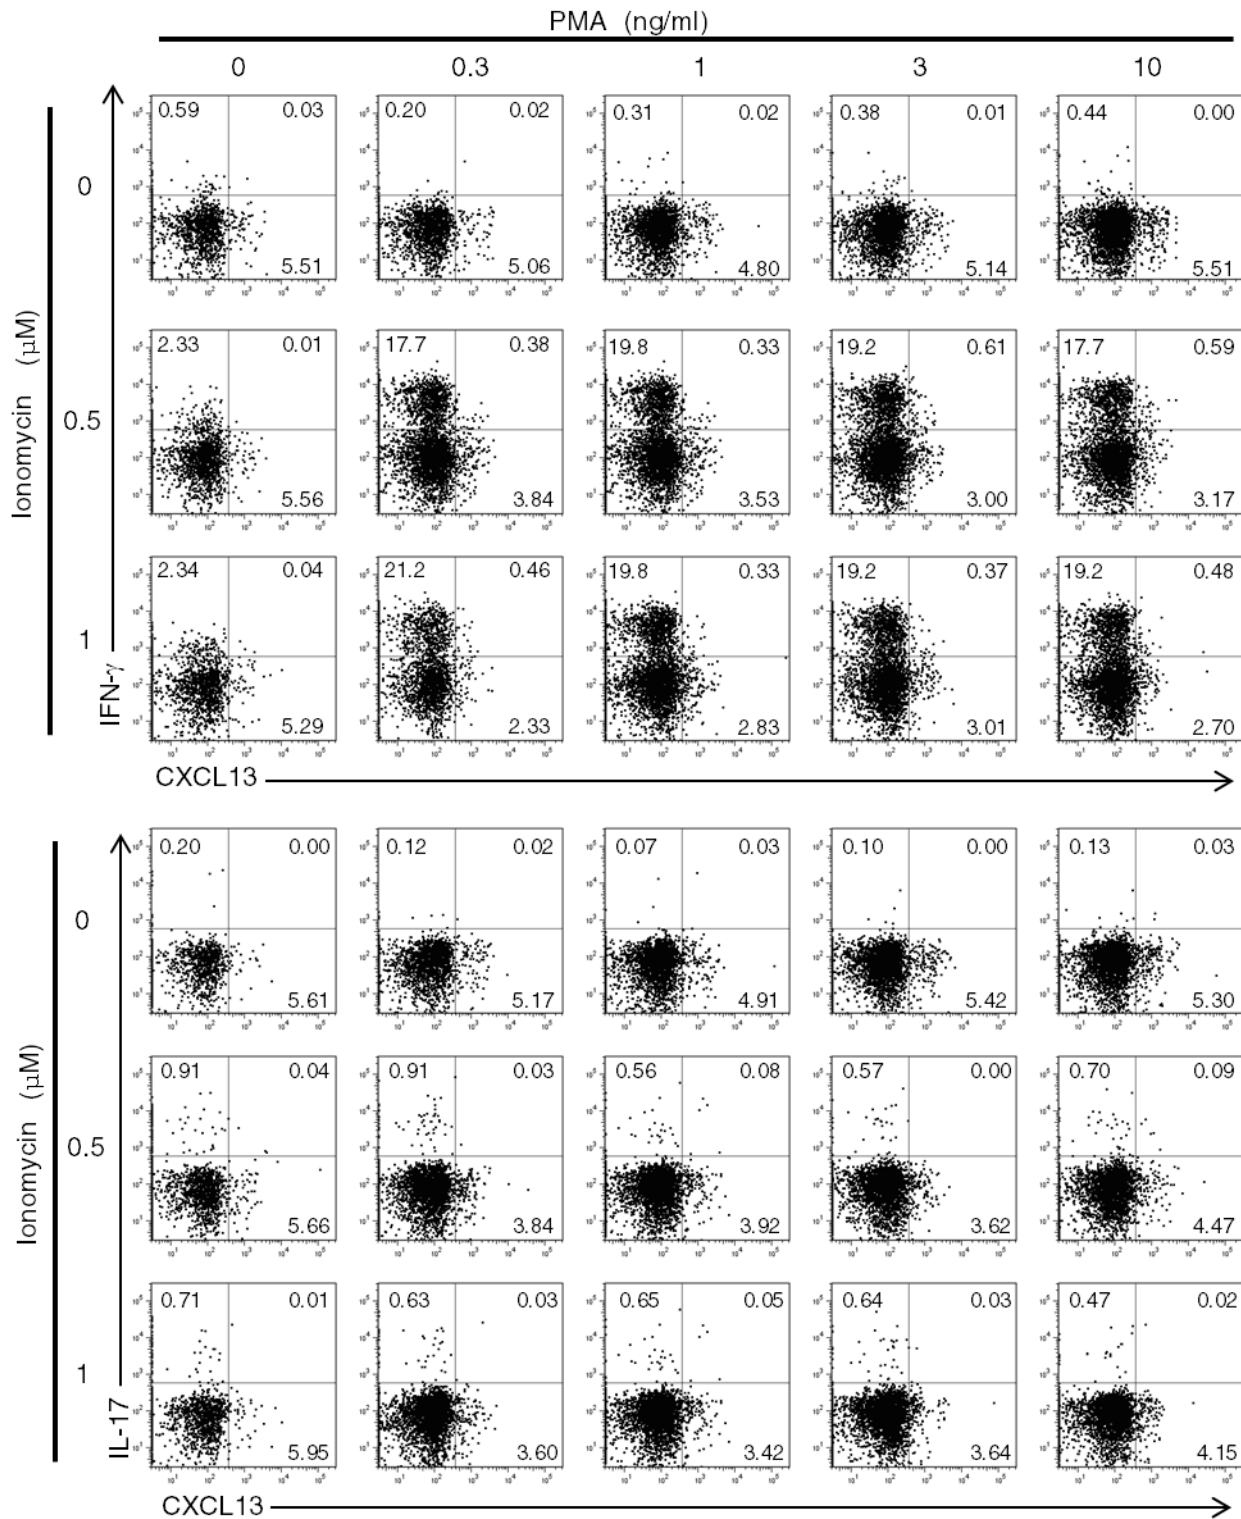 PMA (ng/ml)
0 0.3 1 3 10
Ionomycin (μM)
IFN-γ
0
0.59 0.03 0.20 0.02 0.31 0.02 0.38 0.01 0.44 0.00
5.51 5.06 4.80 5.14 5.51
0.5
2.33 0.01 17.7 0.38 19.8 0.33 19.2 0.61 17.7 0.59
5.56 3.84 3.53 3.00 3.17
1
2.34 0.04 21.2 0.46 19.8 0.33 19.2 0.37 19.2 0.48
5.29 2.33 2.83 3.01 2.70
CXCL13
Ionomycin (μM)
IL-17
0
0.20 0.00 0.12 0.02 0.07 0.03 0.10 0.00 0.13 0.03
5.61 5.17 4.91 5.42 5.30
0.5
0.91 0.04 0.91 0.03 0.56 0.08 0.57 0.00 0.70 0.09
5.66 3.84 3.92 3.62 4.47
1
0.71 0.01 0.63 0.03 0.65 0.05 0.64 0.03 0.47 0.02
5.95 3.60 3.42 3.64 4.15
CXCL13